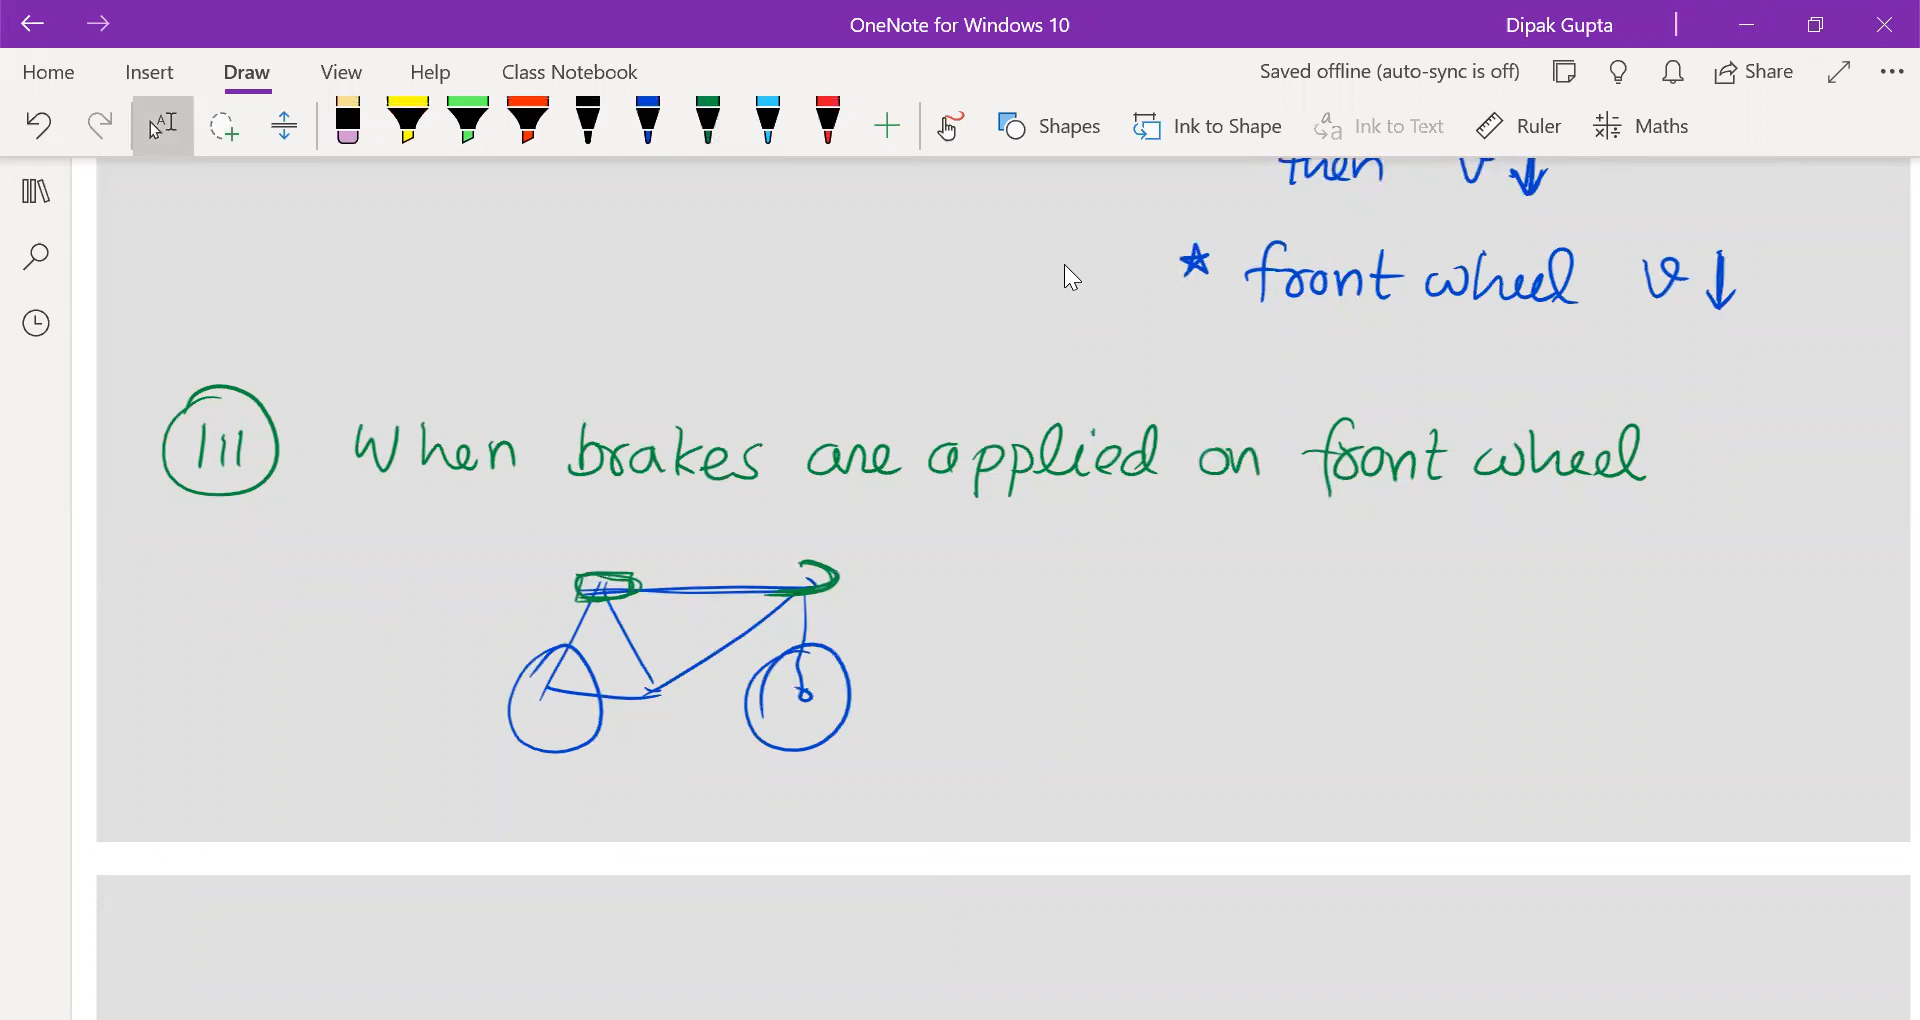 OneNote for Windows 10
Dipak Gupta
Home Insert Draw View Help Class Notebook
Saved offline (auto-sync is off)
Share
Shapes
Ink to Shape
Ink to Text
Ruler
Maths
then v ↓
* front wheel v ↓
III When brakes are applied on front wheel